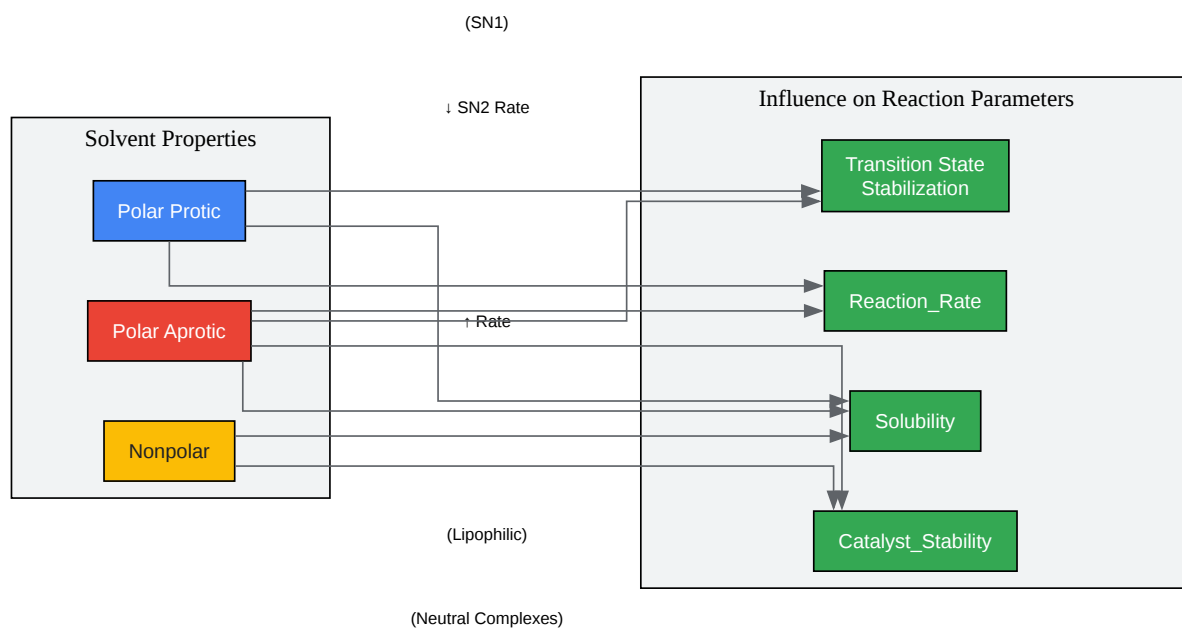 (SN1)
↓ SN2 Rate
Solvent Properties
Polar Protic
Polar Aprotic
Nonpolar
↑ Rate
(Lipophilic)
(Neutral Complexes)
Influence on Reaction Parameters
Transition State
Stabilization
Reaction_Rate
Solubility
Catalyst_Stability